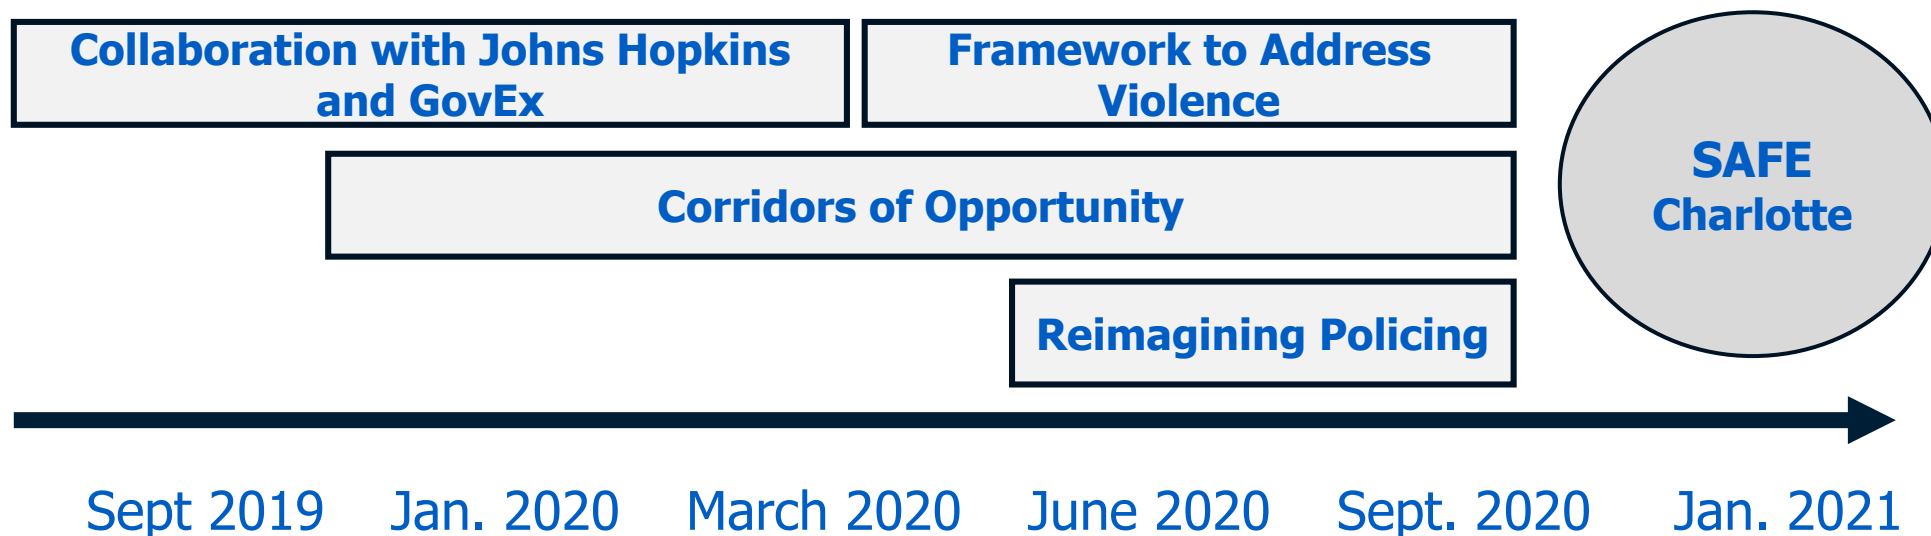 Collaboration with Johns Hopkins
and GovEx
Framework to Address
Violence
SAFE
Charlotte
Corridors of Opportunity
Reimagining Policing
Sept 2019
Jan. 2020
March 2020
June 2020
Sept. 2020
Jan. 2021